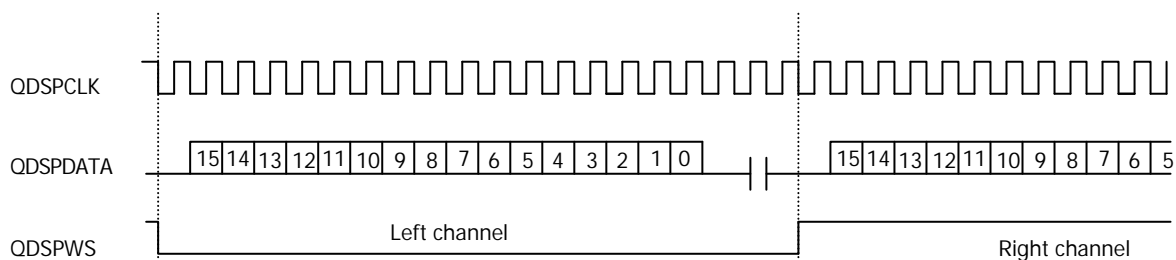 QDSPCLK
QDSPDATA
15 14 13 12 11 10 9 8 7 6 5 4 3 2 1 0
15 14 13 12 11 10 9 8 7 6 5
QDSPWS
Left channel
Right channel